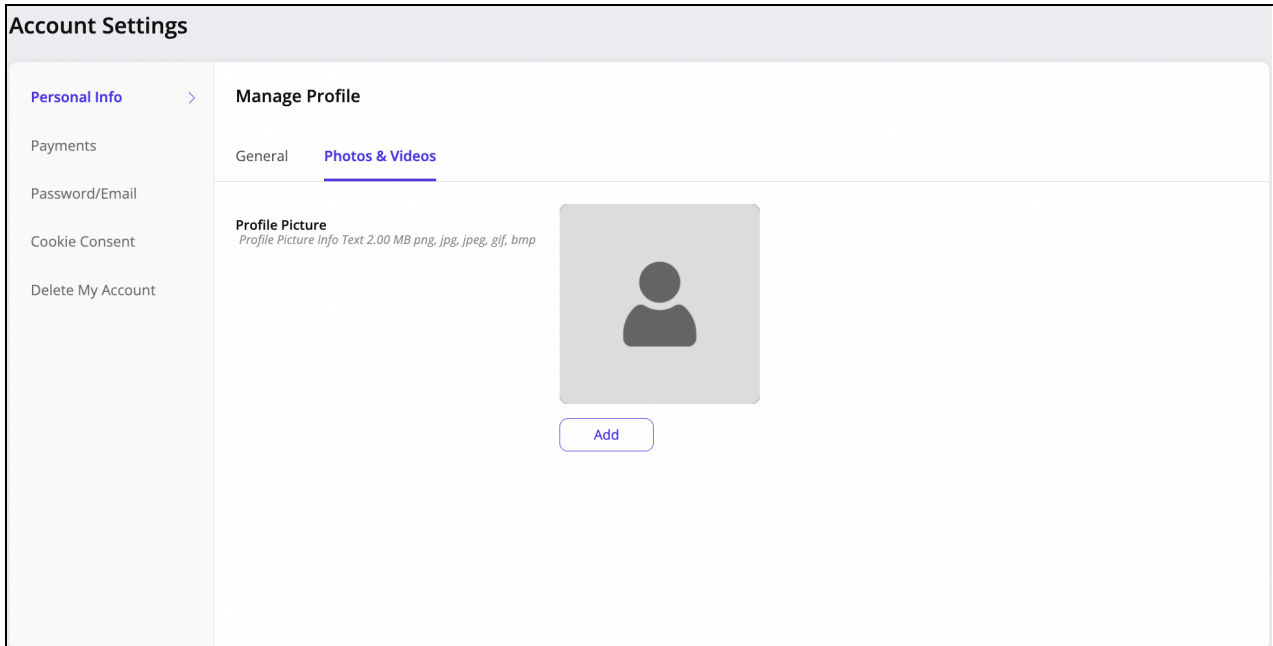 Account Settings
Personal Info
Payments
Password/Email
Cookie Consent
Delete My Account
Manage Profile
General
Photos & Videos
Profile Picture
Profile Picture Info Text 2.00 MB png, jpg, jpeg, gif, bmp
Add